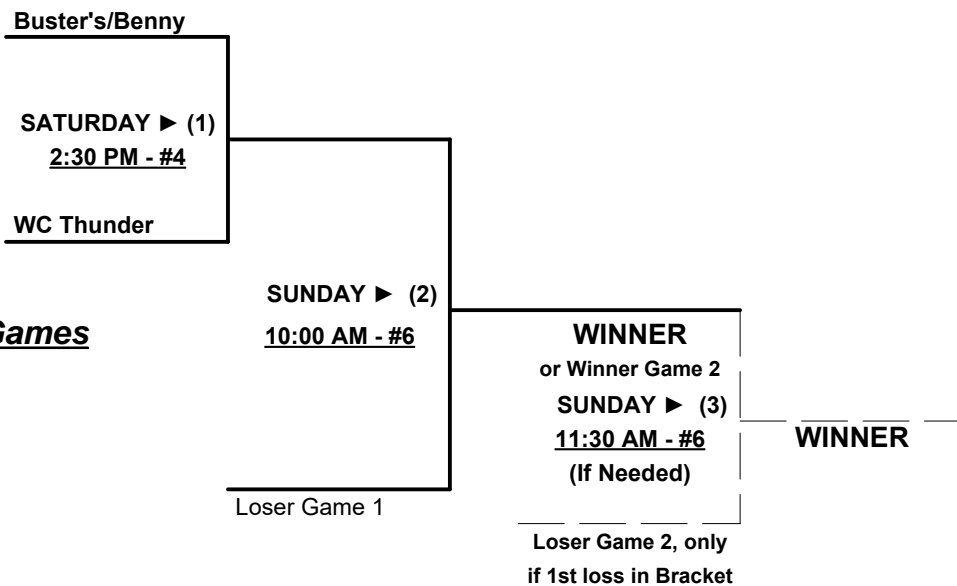 Buster's/Benny
SATURDAY ► (1)
2:30 PM - #4
WC Thunder
SUNDAY ► (2)
10:00 AM - #6
Games
WINNER
or Winner Game 2
SUNDAY ► (3)
11:30 AM - #6
(If Needed)
WINNER
Loser Game 1
Loser Game 2, only
if 1st loss in Bracket